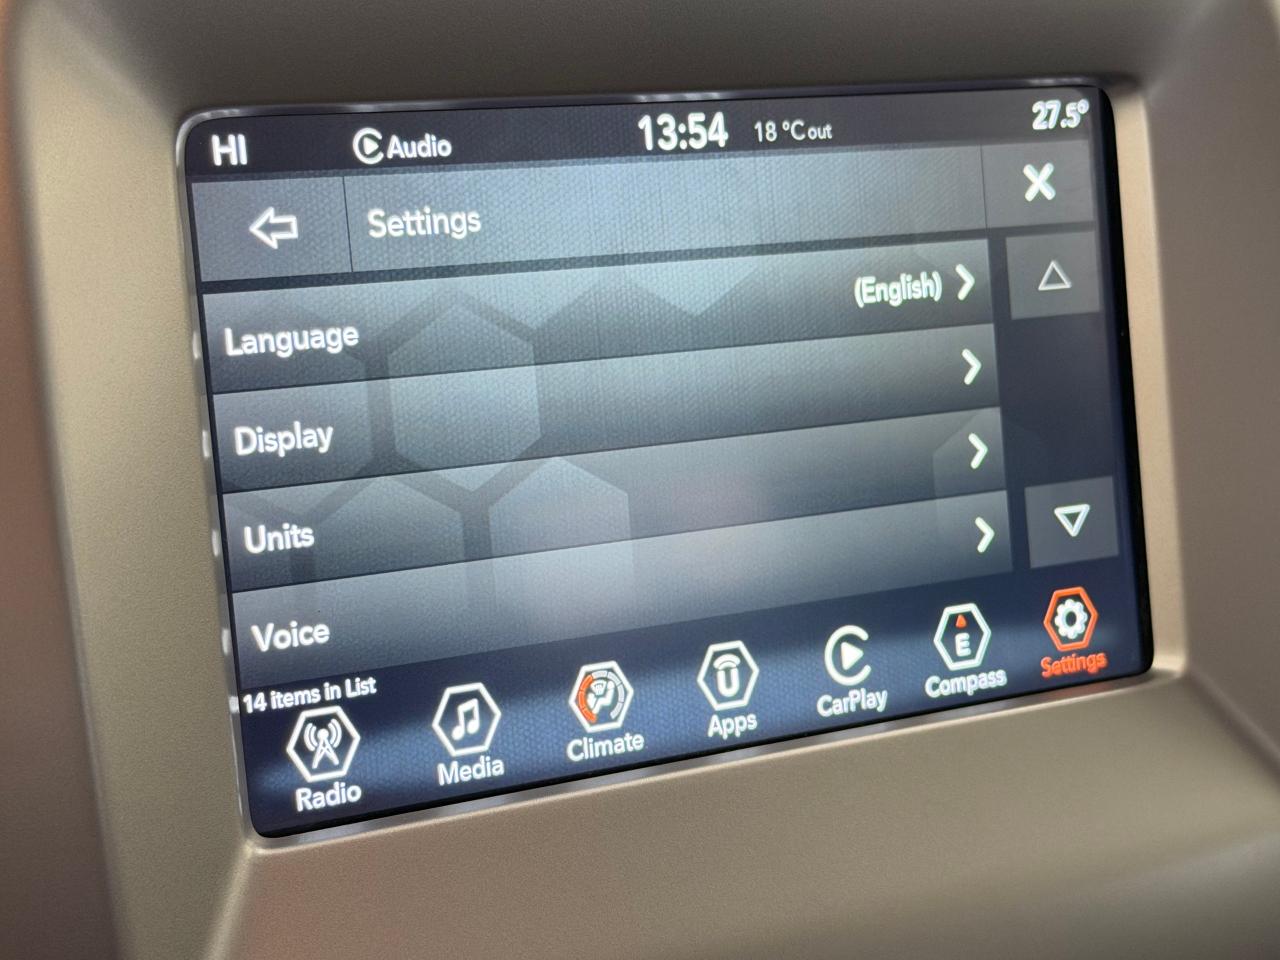 HI
Audio
13:54
18 °C out
27.5°
Settings
X
(English)
Language
Display
Units
Voice
14 items in List
Radio
Media
Climate
U
Apps
CarPlay
E
Compass
Settings